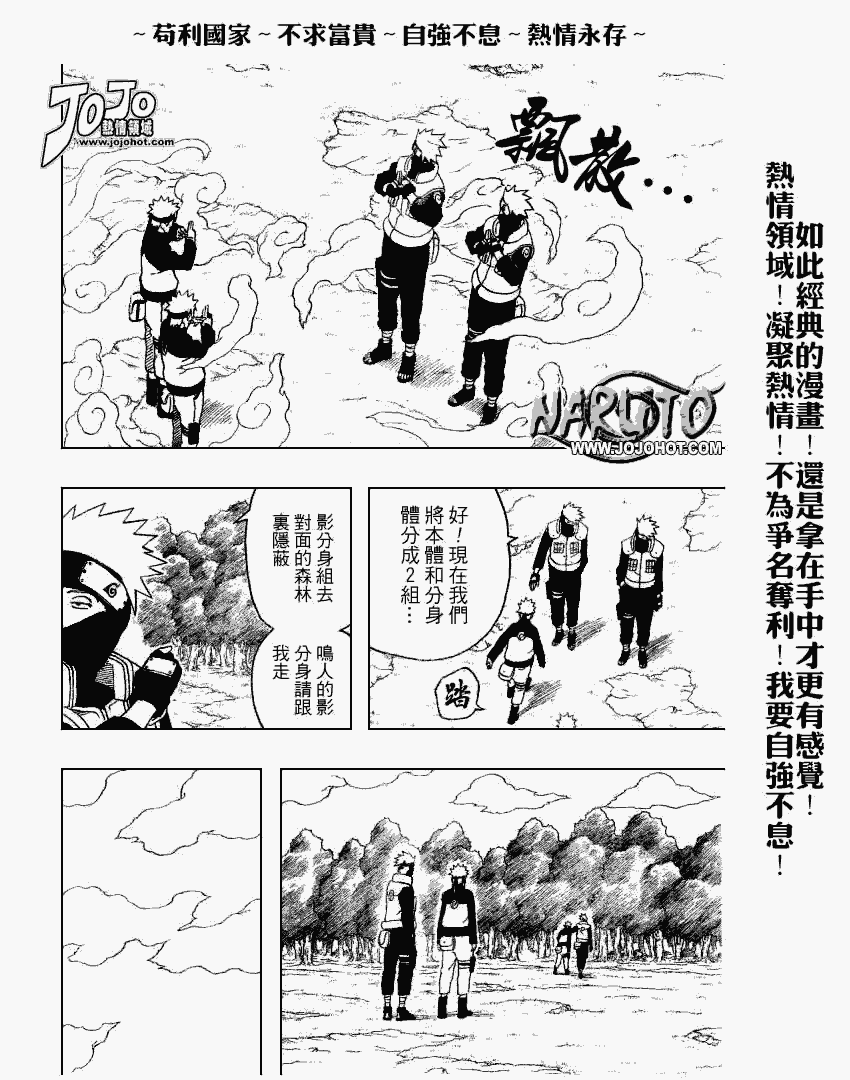 ~苟利國家~不求富貴~自強不息~熱情永存~
JOJO
熱情領域
www.jojohot.com
飄散...
NARUTO
WWW.JOJOHOT.COM
如此經典的漫畫！還是拿在手中才更有感覺！
熱情領域！凝聚熱情！不為爭名奪利！我要自強不息！
好！現在我們
將本體和分身
體分成2組…
踏
影分身組去
對面的森林
裏隱蔽
鳴人的影
分身請跟
我走